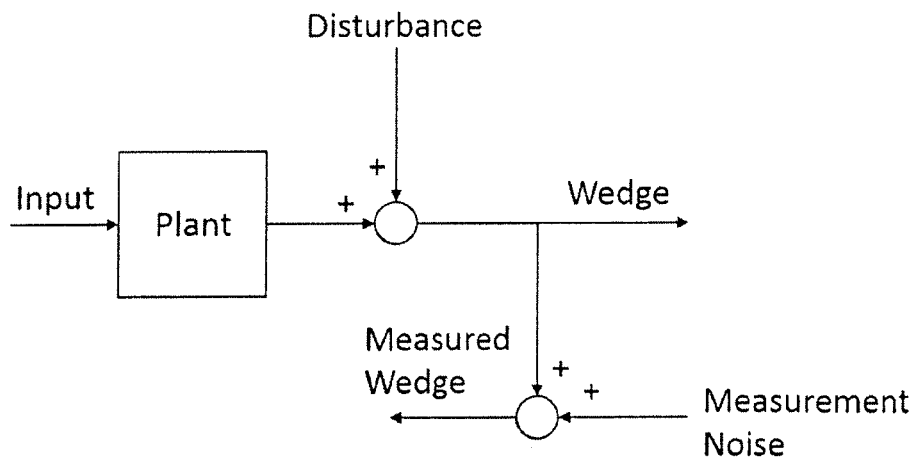 Disturbance
+
+
Input
Plant
Wedge
Measured
Wedge
+
+
Measurement
Noise